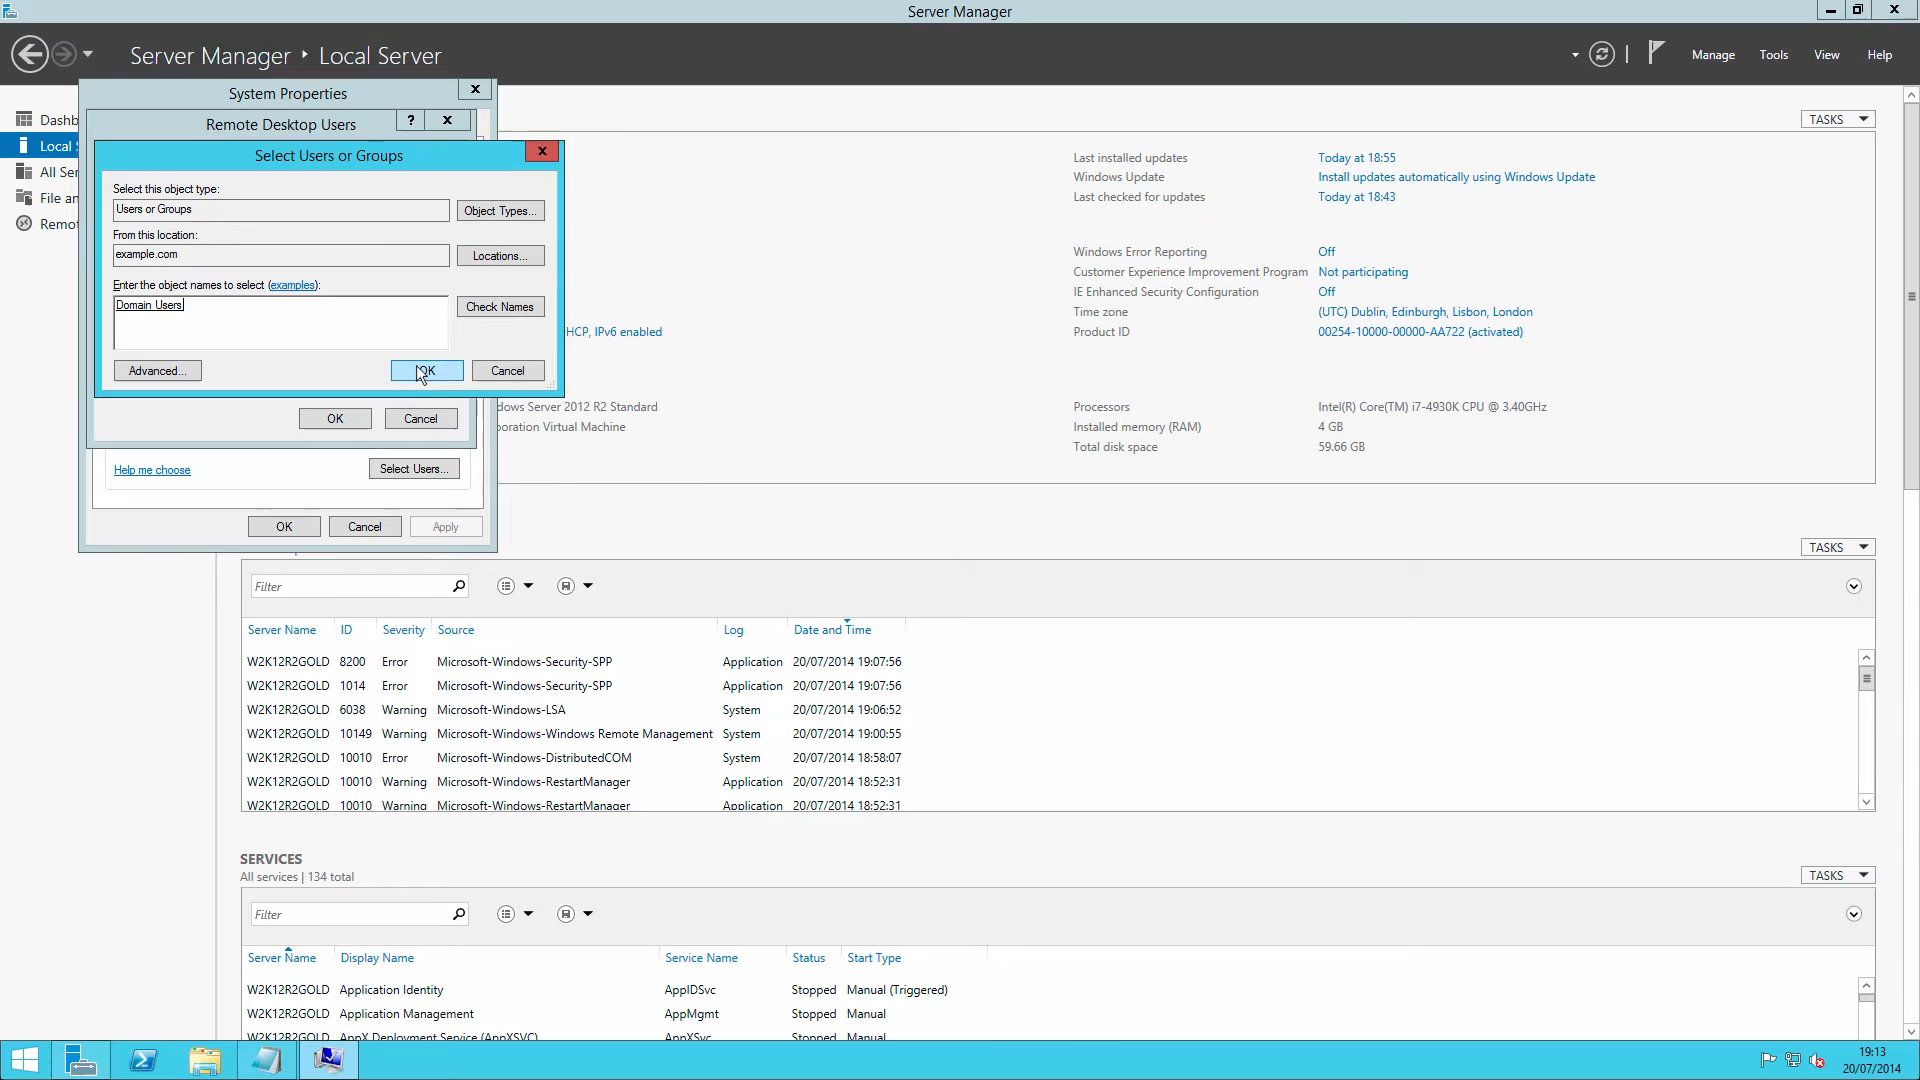 Server Manager
Server Manager ‣ Local Server
Manage Tools View Help
System Properties
Remote Desktop Users
Select Users or Groups
Dashb
Local S
All Ser
File an
Remot
TASKS
Select this object type:
Users or Groups
Object Types...
From this location:
example.com
Locations...
Enter the object names to select (examples):
Domain Users
Check Names
Advanced...
OK
Cancel
OK
Cancel
Help me choose
Select Users...
OK
Cancel
Apply
HCP, IPv6 enabled
dows Server 2012 R2 Standard
poration Virtual Machine
Last installed updates Today at 18:55
Windows Update Install updates automatically using Windows Update
Last checked for updates Today at 18:43
Windows Error Reporting Off
Customer Experience Improvement Program Not participating
IE Enhanced Security Configuration Off
Time zone (UTC) Dublin, Edinburgh, Lisbon, London
Product ID 00254-10000-00000-AA722 (activated)
Processors Intel(R) Core(TM) i7-4930K CPU @ 3.40GHz
Installed memory (RAM) 4 GB
Total disk space 59.66 GB
TASKS
Filter
Server Name ID Severity Source Log Date and Time
W2K12R2GOLD 8200 Error Microsoft-Windows-Security-SPP Application 20/07/2014 19:07:56
W2K12R2GOLD 1014 Error Microsoft-Windows-Security-SPP Application 20/07/2014 19:07:56
W2K12R2GOLD 6038 Warning Microsoft-Windows-LSA System 20/07/2014 19:06:52
W2K12R2GOLD 10149 Warning Microsoft-Windows-Windows Remote Management System 20/07/2014 19:00:55
W2K12R2GOLD 10010 Error Microsoft-Windows-DistributedCOM System 20/07/2014 18:58:07
W2K12R2GOLD 10010 Warning Microsoft-Windows-RestartManager Application 20/07/2014 18:52:31
W2K12R2GOLD 10010 Warning Microsoft-Windows-RestartManager Application 20/07/2014 18:52:31
SERVICES
All services | 134 total
TASKS
Filter
Server Name Display Name Service Name Status Start Type
W2K12R2GOLD Application Identity AppIDSvc Stopped Manual (Triggered)
W2K12R2GOLD Application Management AppMgmt Stopped Manual
W2K12R2GOLD AppX Deployment Service (AppXSVC) AppXSvc Stopped Manual
19:13
20/07/2014